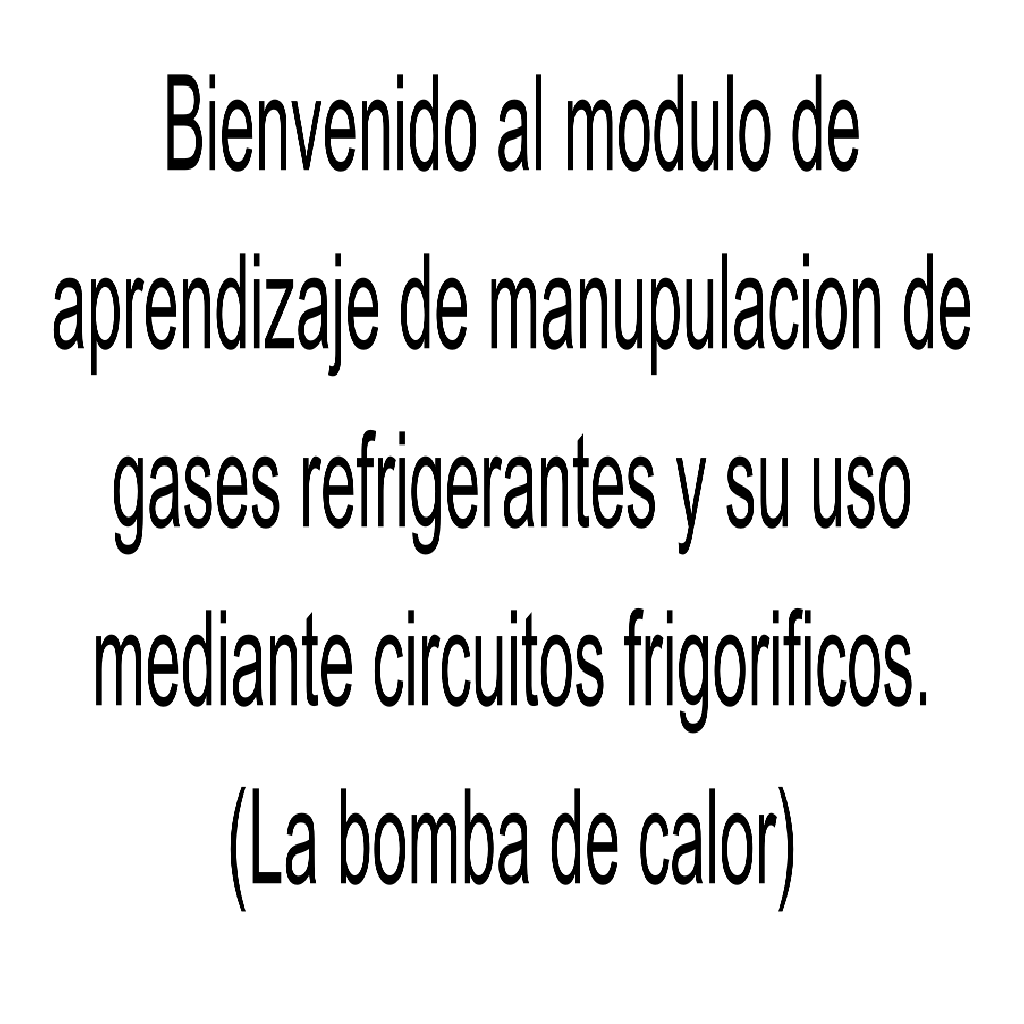 Bienvenido al modulo de
aprendizaje de manupulacion de
gases refrigerantes y su uso
mediante circuitos frigorificos.
(La bomba de calor)